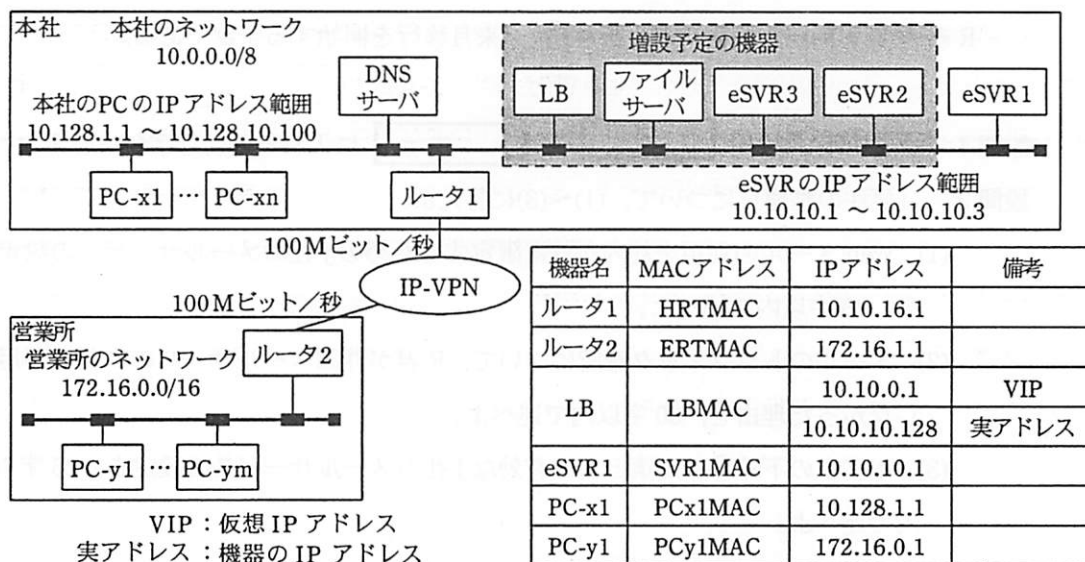 本社
本社のネットワーク
10.0.0.0/8
本社のPCのIPアドレス範囲
10.128.1.1 ～ 10.128.10.100
DNS
サーバ
増設予定の機器
LB
ファイル
サーバ
eSVR3
eSVR2
eSVR1
PC-x1 … PC-xn
ルータ1
eSVRのIPアドレス範囲
10.10.10.1 ～ 10.10.10.3
100Mビット／秒
IP-VPN
100Mビット／秒
営業所
営業所のネットワーク
172.16.0.0/16
ルータ2
PC-y1 … PC-ym
VIP：仮想IPアドレス
実アドレス：機器のIPアドレス
機器名 MACアドレス IPアドレス 備考
ルータ1 HRTMAC 10.10.16.1
ルータ2 ERTMAC 172.16.1.1
LB LBMAC 10.10.0.1 VIP
10.10.10.128 実アドレス
eSVR1 SVR1MAC 10.10.10.1
PC-x1 PCx1MAC 10.128.1.1
PC-y1 PCy1MAC 172.16.0.1